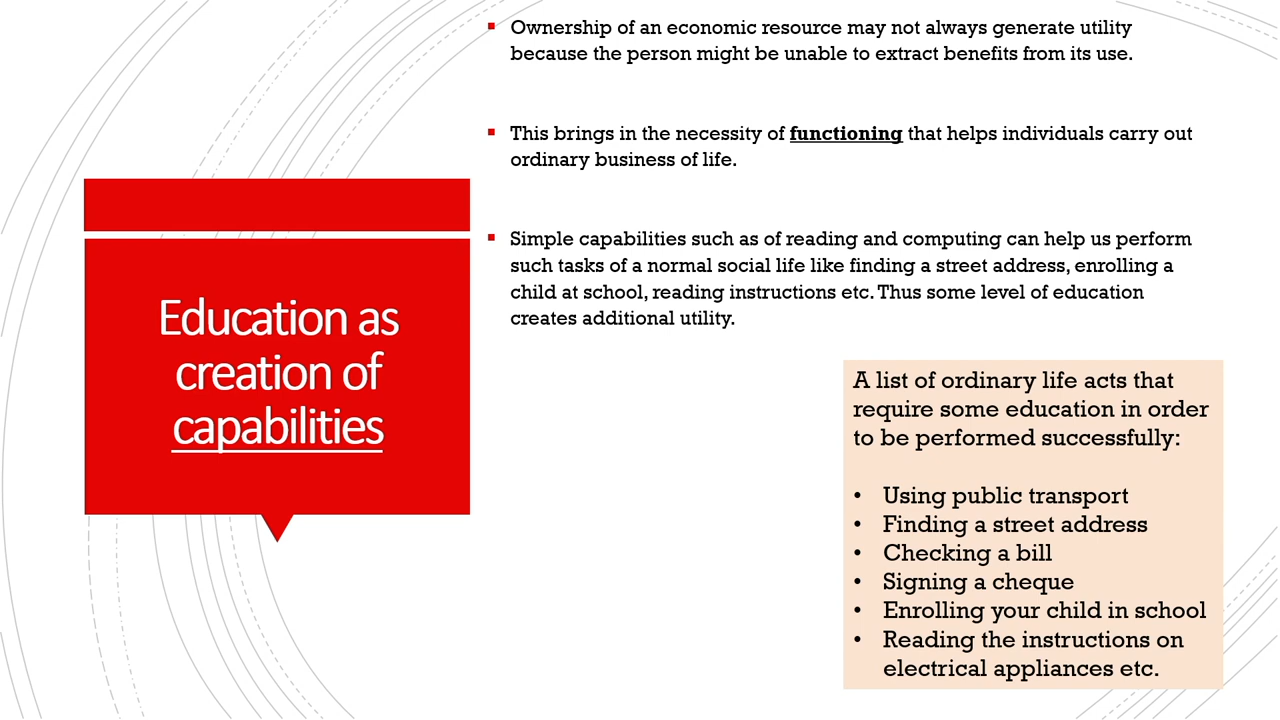 Education as
creation of
capabilities
▪ Ownership of an economic resource may not always generate utility
because the person might be unable to extract benefits from its use.
▪ This brings in the necessity of functioning that helps individuals carry out
ordinary business of life.
▪ Simple capabilities such as of reading and computing can help us perform
such tasks of a normal social life like finding a street address, enrolling a
child at school, reading instructions etc. Thus some level of education
creates additional utility.
A list of ordinary life acts that
require some education in order
to be performed successfully:
• Using public transport
• Finding a street address
• Checking a bill
• Signing a cheque
• Enrolling your child in school
• Reading the instructions on
electrical appliances etc.